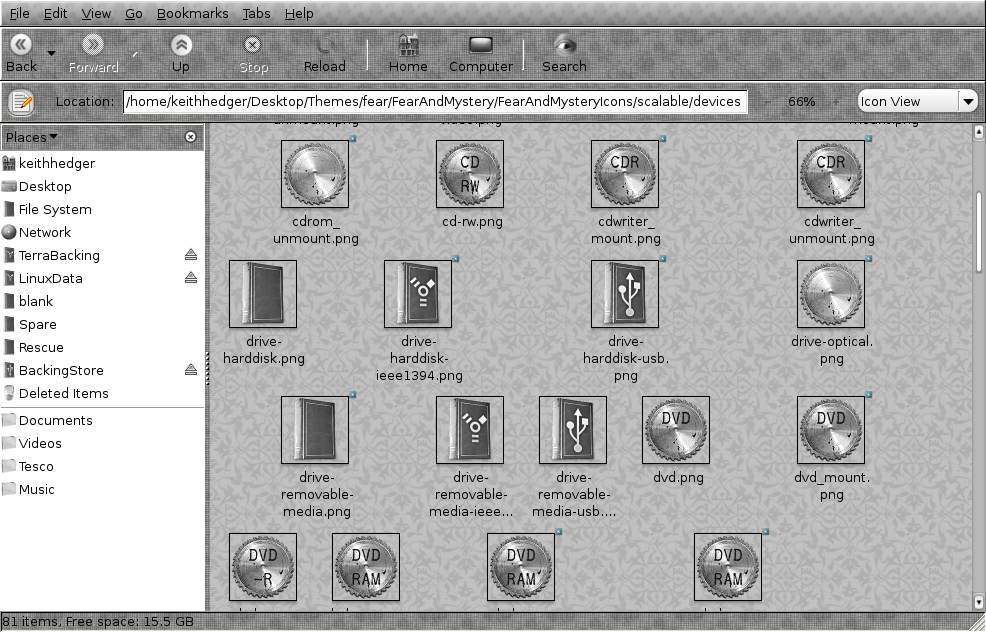 File Edit View Go Bookmarks Tabs Help
Back Forward Up Stop Reload Home Computer Search
Location: /home/keithhedger/Desktop/Themes/fear/FearAndMystery/FearAndMysteryIcons/scalable/devices 66% Icon View
Places
keithhedger
Desktop
File System
Network
TerraBacking
LinuxData
blank
Spare
Rescue
BackingStore
Deleted Items
Documents
Videos
Tesco
Music
CD
RW
CDR
CDR
cdrom_
unmount.png
cd-rw.png
cdwriter_
mount.png
cdwriter_
unmount.png
drive-
harddisk.png
drive-
harddisk-
ieee1394.png
drive-
harddisk-usb.
png
drive-optical.
png
DVD
DVD
drive-
removable-
media.png
drive-
removable-
media-ieee...
drive-
removable-
media-usb....
dvd.png
dvd_mount.
png
DVD
~R
DVD
RAM
DVD
RAM
DVD
RAM
81 items, Free space: 15.5 GB